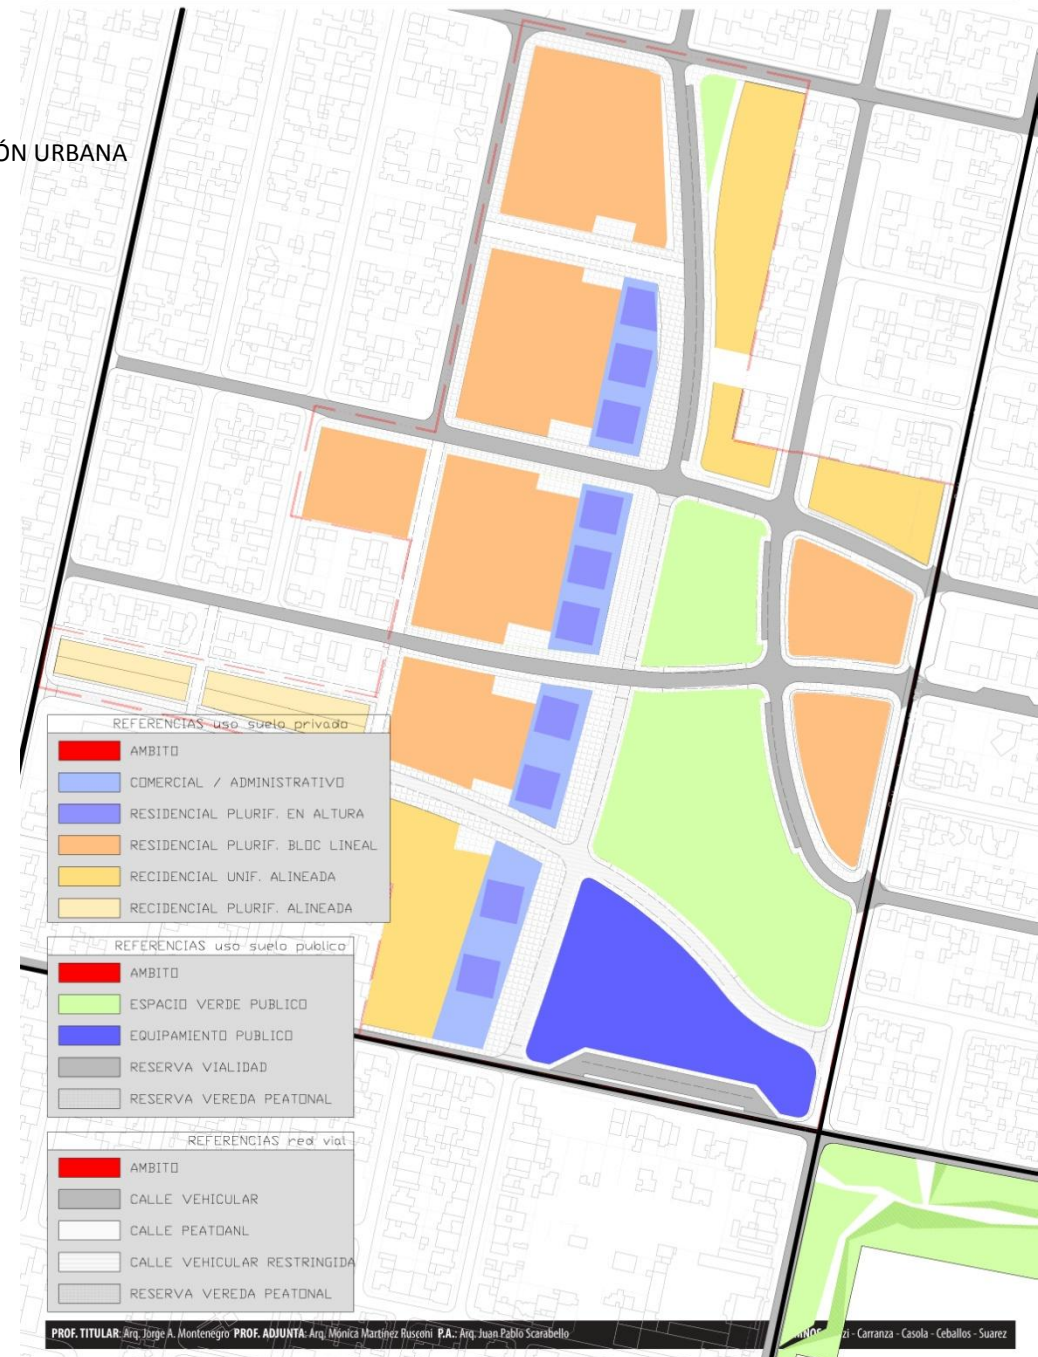 ÓN URBANA
REFERENCIAS uso suelo privado
AMBITO
COMERCIAL / ADMINISTRATIVO
RESIDENCIAL PLURIF. EN ALTURA
RESIDENCIAL PLURIF. BLOC LINEAL
RECIDENCIAL UNIF. ALINEADA
RECIDENCIAL PLURIF. ALINEADA
REFERENCIAS uso suelo publico
AMBITO
ESPACIO VERDE PUBLICO
EQUIPAMIENTO PUBLICO
RESERVA VIALIDAD
RESERVA VEREDA PEATONAL
REFERENCIAS red vial
AMBITO
CALLE VEHICULAR
CALLE PEATOANL
CALLE VEHICULAR RESTRINGIDA
RESERVA VEREDA PEATONAL
PROF. TITULAR: Arq. Jorge A. Montenegro PROF. ADJUNTA: Arq. Mónica Martínez Rusconi P.A.: Arq. Juan Pablo Scarabello - Carranza - Casola - Ceballos - Suarez